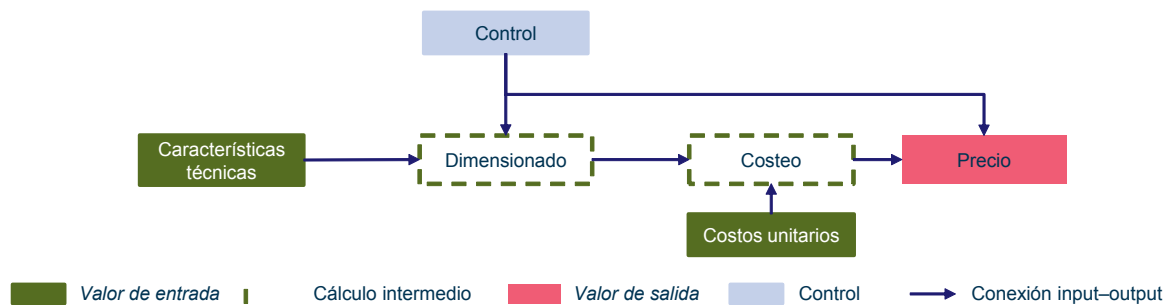 Control
Características
técnicas
Dimensionado
Costeo
Precio
Costos unitarios
Valor de entrada
Cálculo intermedio
Valor de salida
Control
Conexión input–output